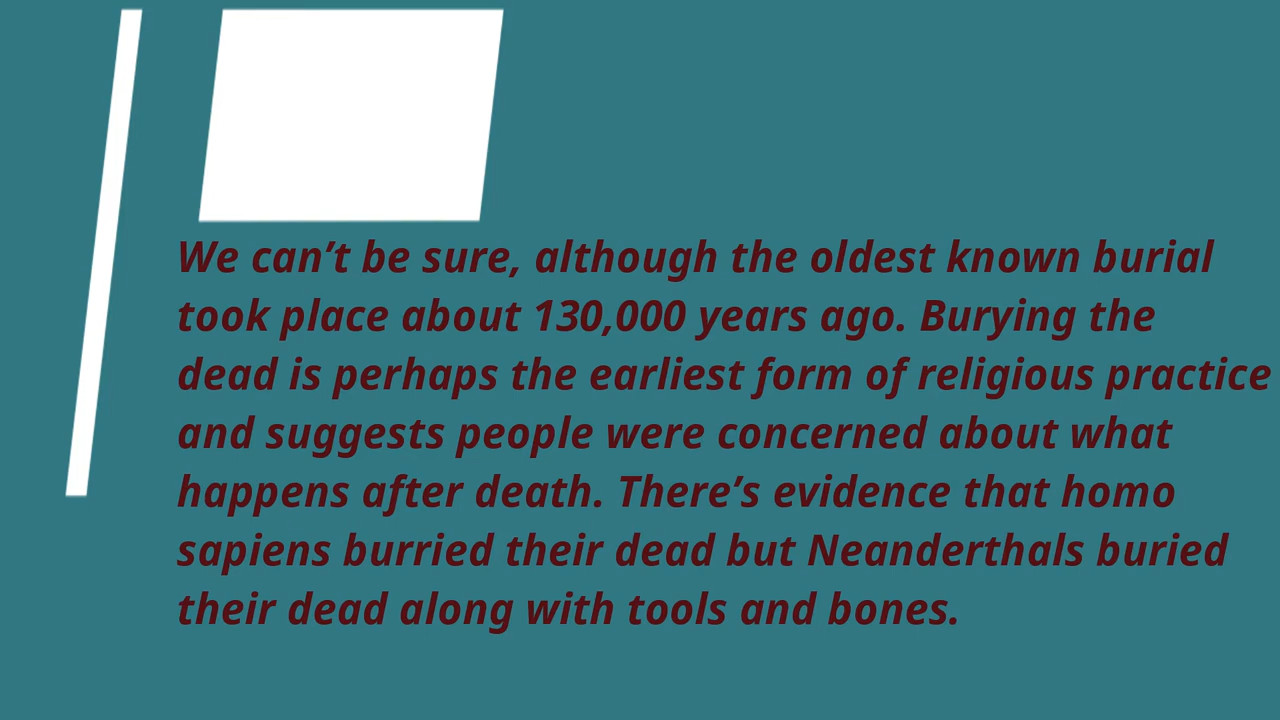 We can’t be sure, although the oldest known burial
took place about 130,000 years ago. Burying the
dead is perhaps the earliest form of religious practice
and suggests people were concerned about what
happens after death. There’s evidence that homo
sapiens burried their dead but Neanderthals buried
their dead along with tools and bones.